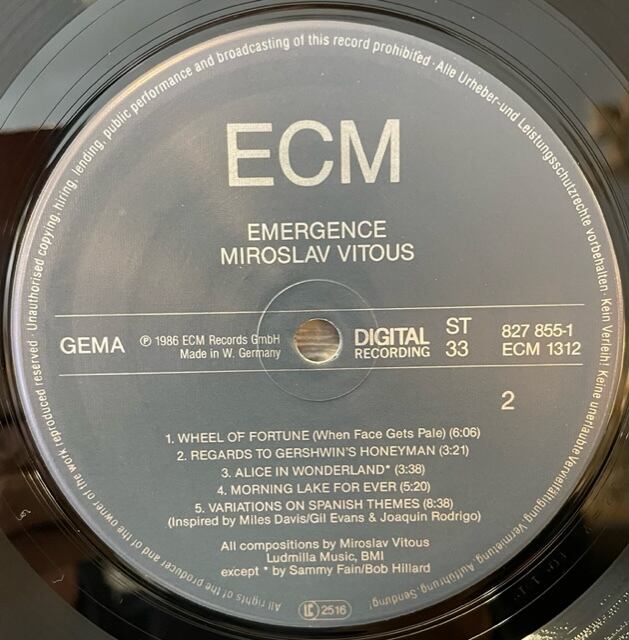 All rights of the producer and of the owner of the work reproduced reserved · Unauthorised copying, hiring, lending, public performance and broadcasting of this record prohibited · Alle Urheber-und Leistungsschutzrechte vorbehalten · Kein Verleih! Keine unerlaubte Vervielfältigung, Vermietung, Aufführung, Sendung
ECM
EMERGENCE
MIROSLAV VITOUS
GEMA
℗ 1986 ECM Records GmbH
Made in W. Germany
DIGITAL
RECORDING
ST
33
827 855-1
ECM 1312
2
1. WHEEL OF FORTUNE (When Face Gets Pale) (6:06)
2. REGARDS TO GERSHWIN'S HONEYMAN (3:21)
3. ALICE IN WONDERLAND* (3:38)
4. MORNING LAKE FOR EVER (5:20)
5. VARIATIONS ON SPANISH THEMES (8:38)
(Inspired by Miles Davis/Gil Evans & Joaquin Rodrigo)
All compositions by Miroslav Vitous
Ludmilla Music, BMI
except * by Sammy Fain/Bob Hillard
LC 2516